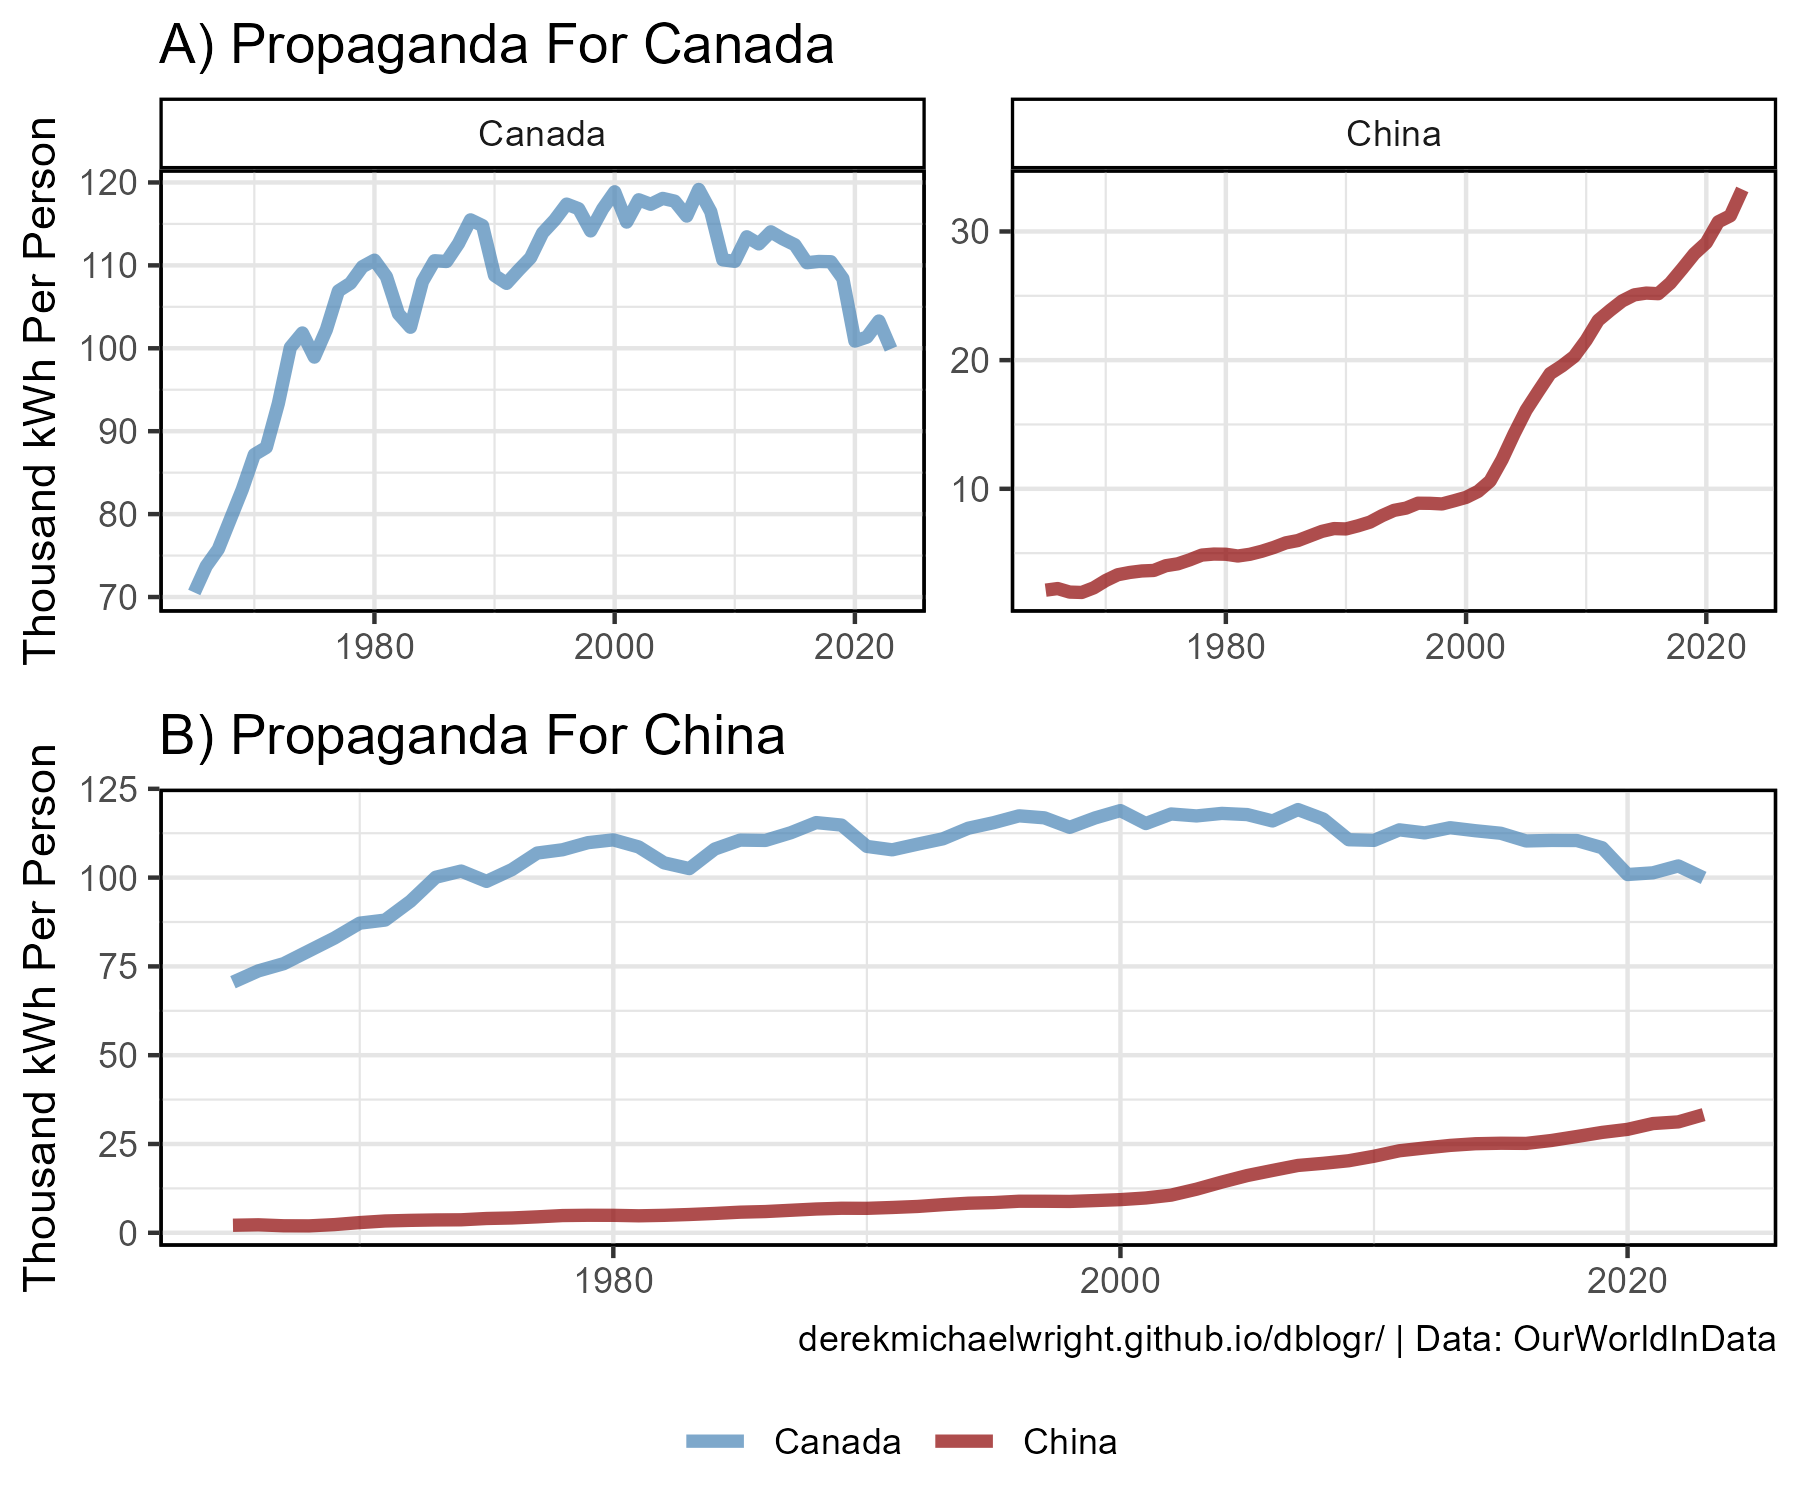 A) Propaganda For Canada
Canada
China
Thousand kWh Per Person
120
110
100
90
80
70
1980
2000
2020
30
20
10
1980
2000
2020
B) Propaganda For China
Thousand kWh Per Person
125
100
75
50
25
0
1980
2000
2020
derekmichaelwright.github.io/dblogr/ | Data: OurWorldInData
Canada
China